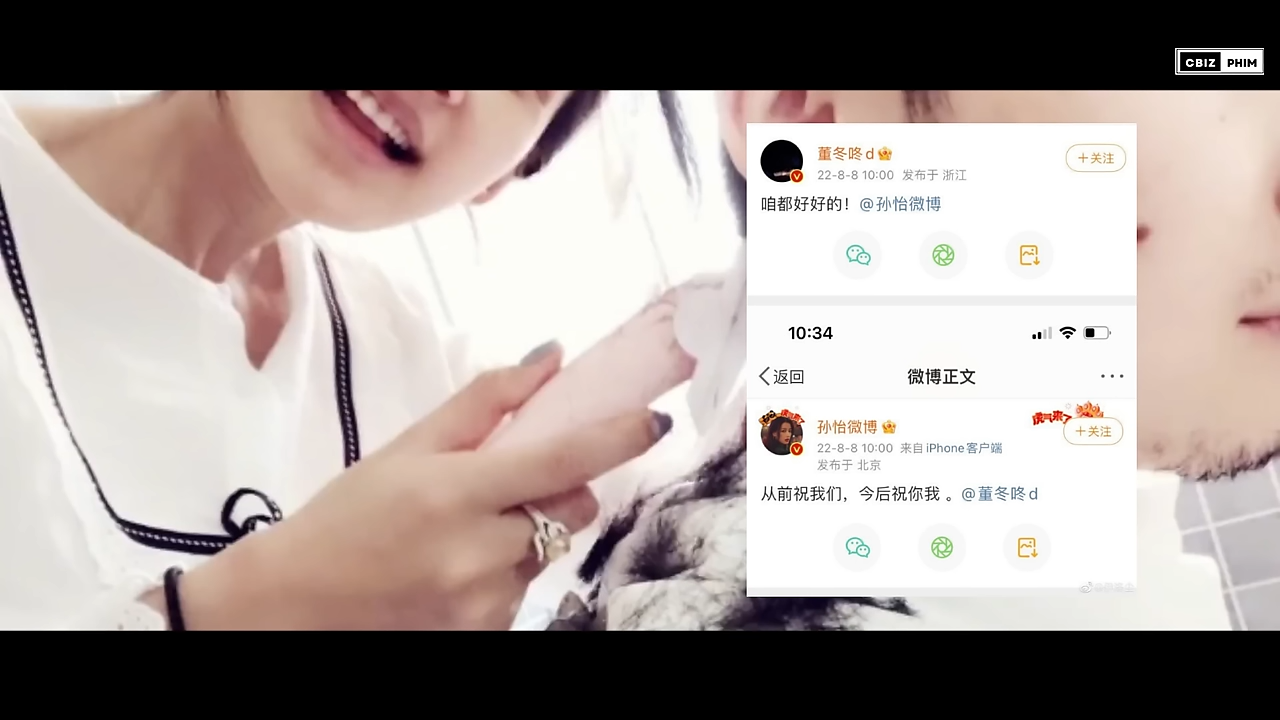 CBIZ PHIM
董冬咚d
22-8-8 10:00 发布于 浙江
+关注
咱都好好的！@孙怡微博
10:34
返回
微博正文
孙怡微博
虎气来了
+关注
22-8-8 10:00 来自 iPhone客户端
发布于 北京
从前祝我们，今后祝你我 。@董冬咚d